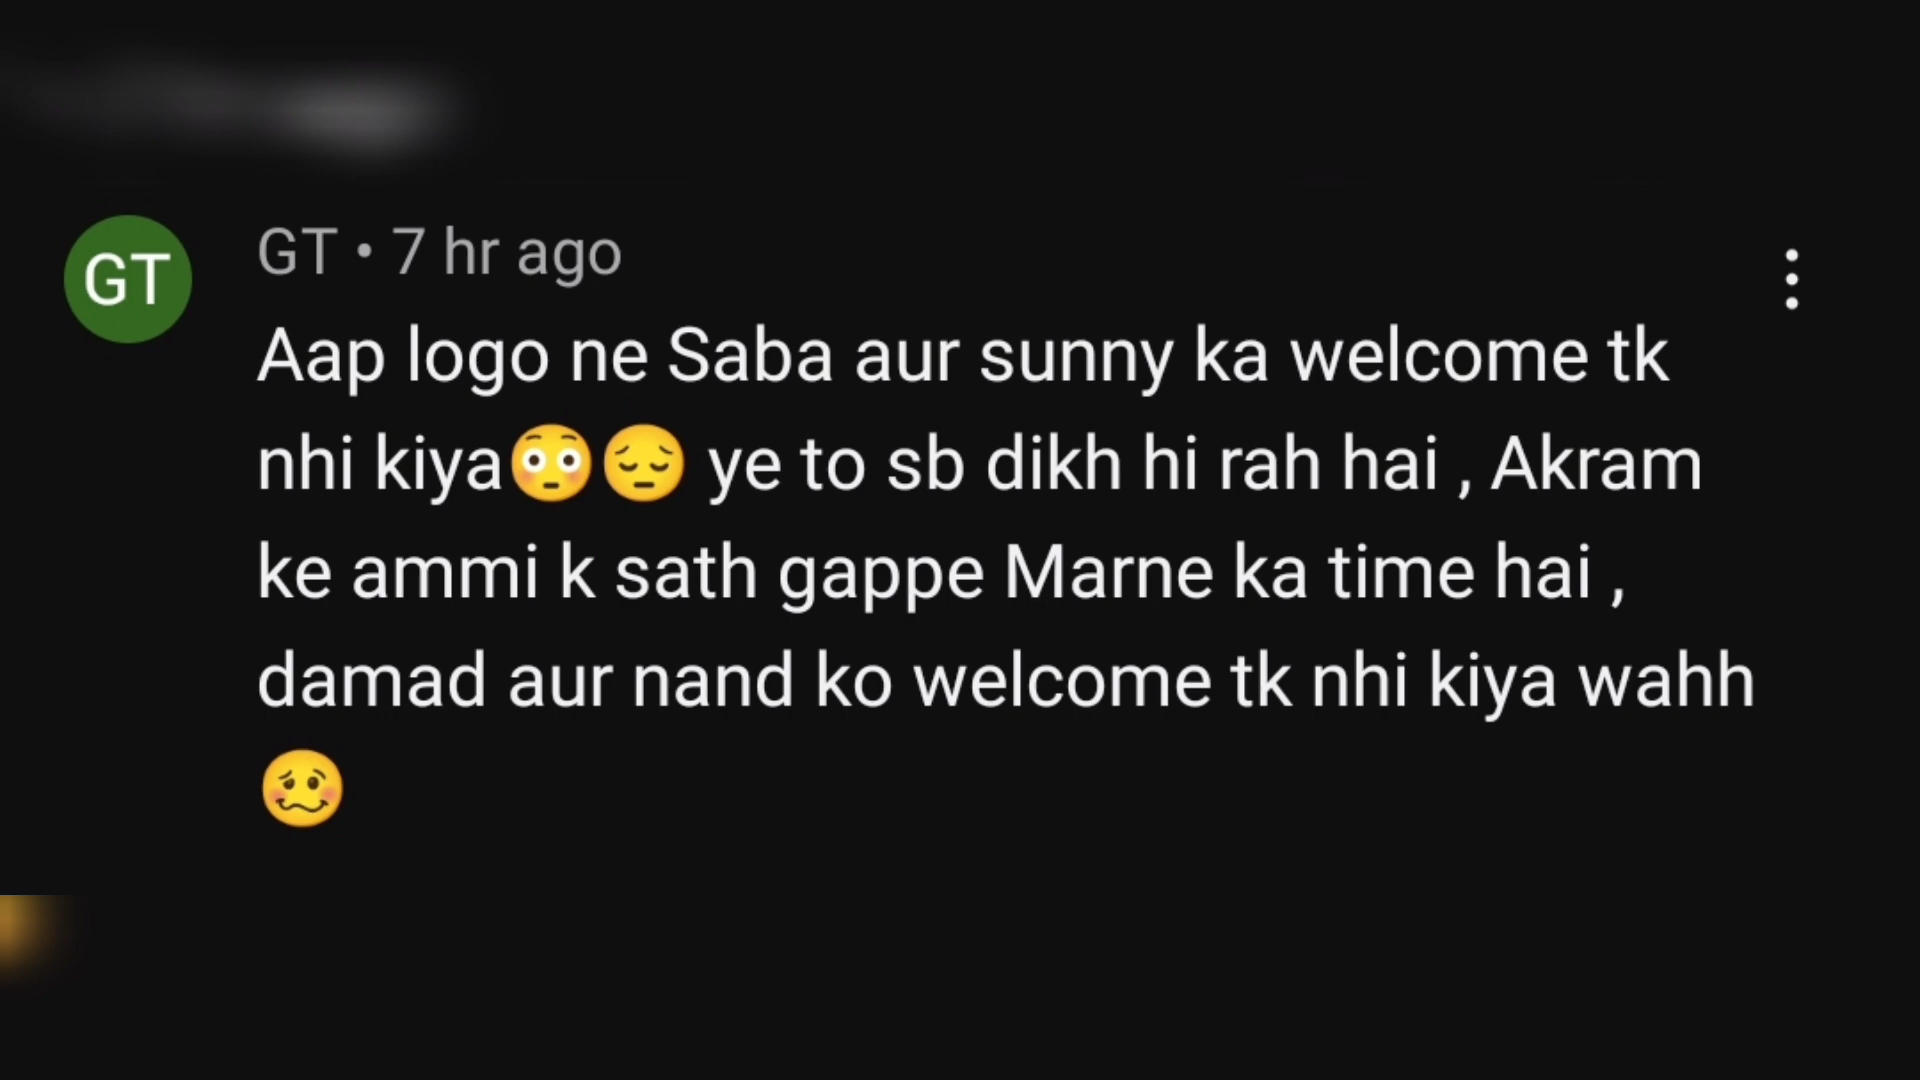 GT
GT • 7 hr ago
Aap logo ne Saba aur sunny ka welcome tk
nhi kiya😳😔 ye to sb dikh hi rah hai , Akram
ke ammi k sath gappe Marne ka time hai ,
damad aur nand ko welcome tk nhi kiya wahh
🥴